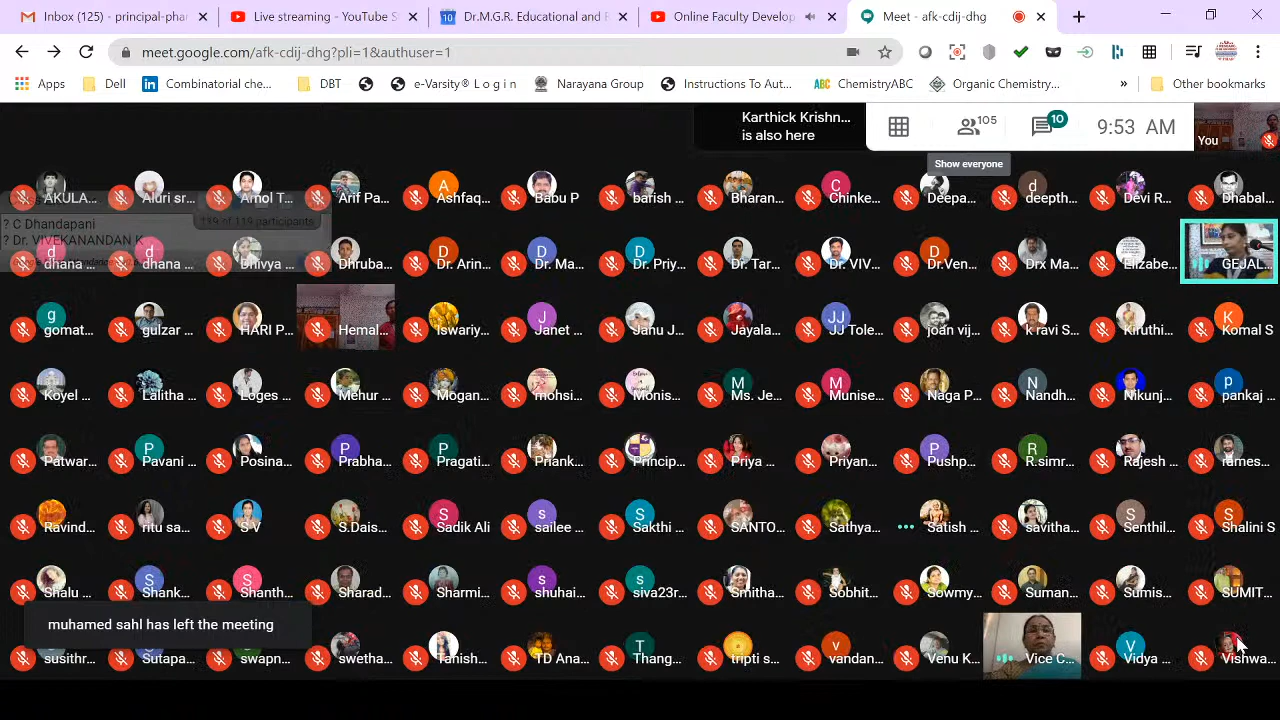 Inbox (125) - principal-phar
Live streaming - YouTube S
Dr.M.G.R. Educational and
Online Faculty Develop
Meet - afk-cdij-dhg
meet.google.com/afk-cdij-dhg?pli=1&authuser=1
Apps
Dell
Combinatorial che...
DBT
e-Varsity® L o g i n
Narayana Group
Instructions To Aut...
ABC ChemistryABC
Organic Chemistry...
»
Other bookmarks
Karthick Krishn...
is also here
105
10
9:53 AM
You
Show everyone
AKULA...
Aluri sr...
Amol T...
Arif Pa...
A Ashfaq...
Babu P
barish ...
Bharan...
C Chinke...
Deepa...
d deepth...
Devi R...
Dhabal...
119 participants
? C Dhandapani
? Dr. VIVEKANANDAN K
d dhana ...
d dhana ...
Dhivya ...
Dhruba...
D Dr. Arin...
D Dr. Ma...
D Dr. Priy...
Dr. Tar...
Dr. VIV...
D Dr.Ven...
Drx Ma...
Elizabe...
GEJAL...
g gomat...
gulzar ...
HARI P...
Hemal...
Iswariy...
J Janet ...
Janu J...
Jayala...
JJ JJ Tole...
joan vij...
k ravi S...
Kiruthi...
K Komal S
Koyel ...
Lalitha ...
Loges ...
Mehur ...
Mogan...
mohsi...
Monis...
M Ms. Je...
M Munise...
Naga P...
N Nandh...
Nikunj...
p pankaj ...
Patwar...
P Pavani ...
Posina...
P Prabha...
P Pragati...
Priank...
Princip...
Priya ...
Priyan...
P Pushp...
R R.simr...
Rajesh ...
rames...
Ravind...
ritu sa...
S V
S.Dais...
S Sadik Ali
s sailee ...
S Sakthi ...
SANTO...
Sathya...
Satish ...
savitha...
S Senthil...
S Shalini S
Shalu ...
S Shank...
S Shanth...
Sharad...
Sharmi...
s shuhai...
s siva23r...
Smitha...
Sobhit...
Sowmy...
Suman...
Sumis...
SUMIT...
muhamed sahl has left the meeting
susithr...
Sutapa...
swapn...
swetha...
Tanish...
TD Ana...
T Thang...
tripti s...
v vandan...
Venu K...
Vice C...
V Vidya ...
Vishwa...